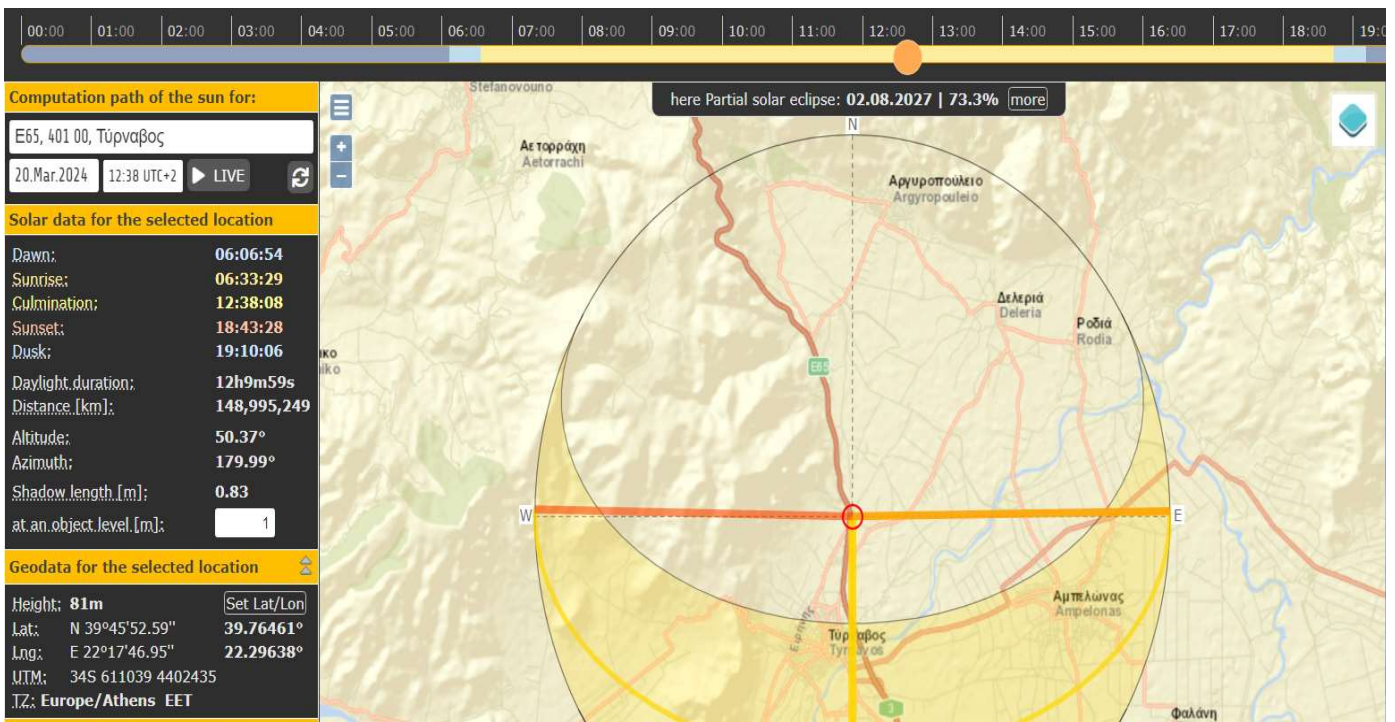 00:00 01:00 02:00 03:00 04:00 05:00 06:00 07:00 08:00 09:00 10:00 11:00 12:00 13:00 14:00 15:00 16:00 17:00 18:00 19:0
Computation path of the sun for:
E65, 401 00, Τύρναβος
20.Mar.2024 12:38 UTC+2 LIVE
Solar data for the selected location
Dawn: 06:06:54
Sunrise: 06:33:29
Culmination: 12:38:08
Sunset: 18:43:28
Dusk: 19:10:06
Daylight duration: 12h9m59s
Distance [km]: 148,995,249
Altitude: 50.37°
Azimuth: 179.99°
Shadow length [m]: 0.83
at an object level [m]: 1
Geodata for the selected location
Height: 81m Set Lat/Lon
Lat: N 39°45'52.59" 39.76461°
Lng: E 22°17'46.95" 22.29638°
UTM: 34S 611039 4402435
TZ: Europe/Athens EET
Stefanovouno
here Partial solar eclipse: 02.08.2027 | 73.3% more
+
−
N
Αετορράχη
Aetorrachi
Αργυροπούλειο
Argyropouleio
Δελεριά
Deleria
Ροδιά
Rodia
ικο
iko
E65
W
E
Αμπελώνας
Ampelonas
Ειρήνης
Τύρναβος
Tyrnavos
3
Φαλάνη